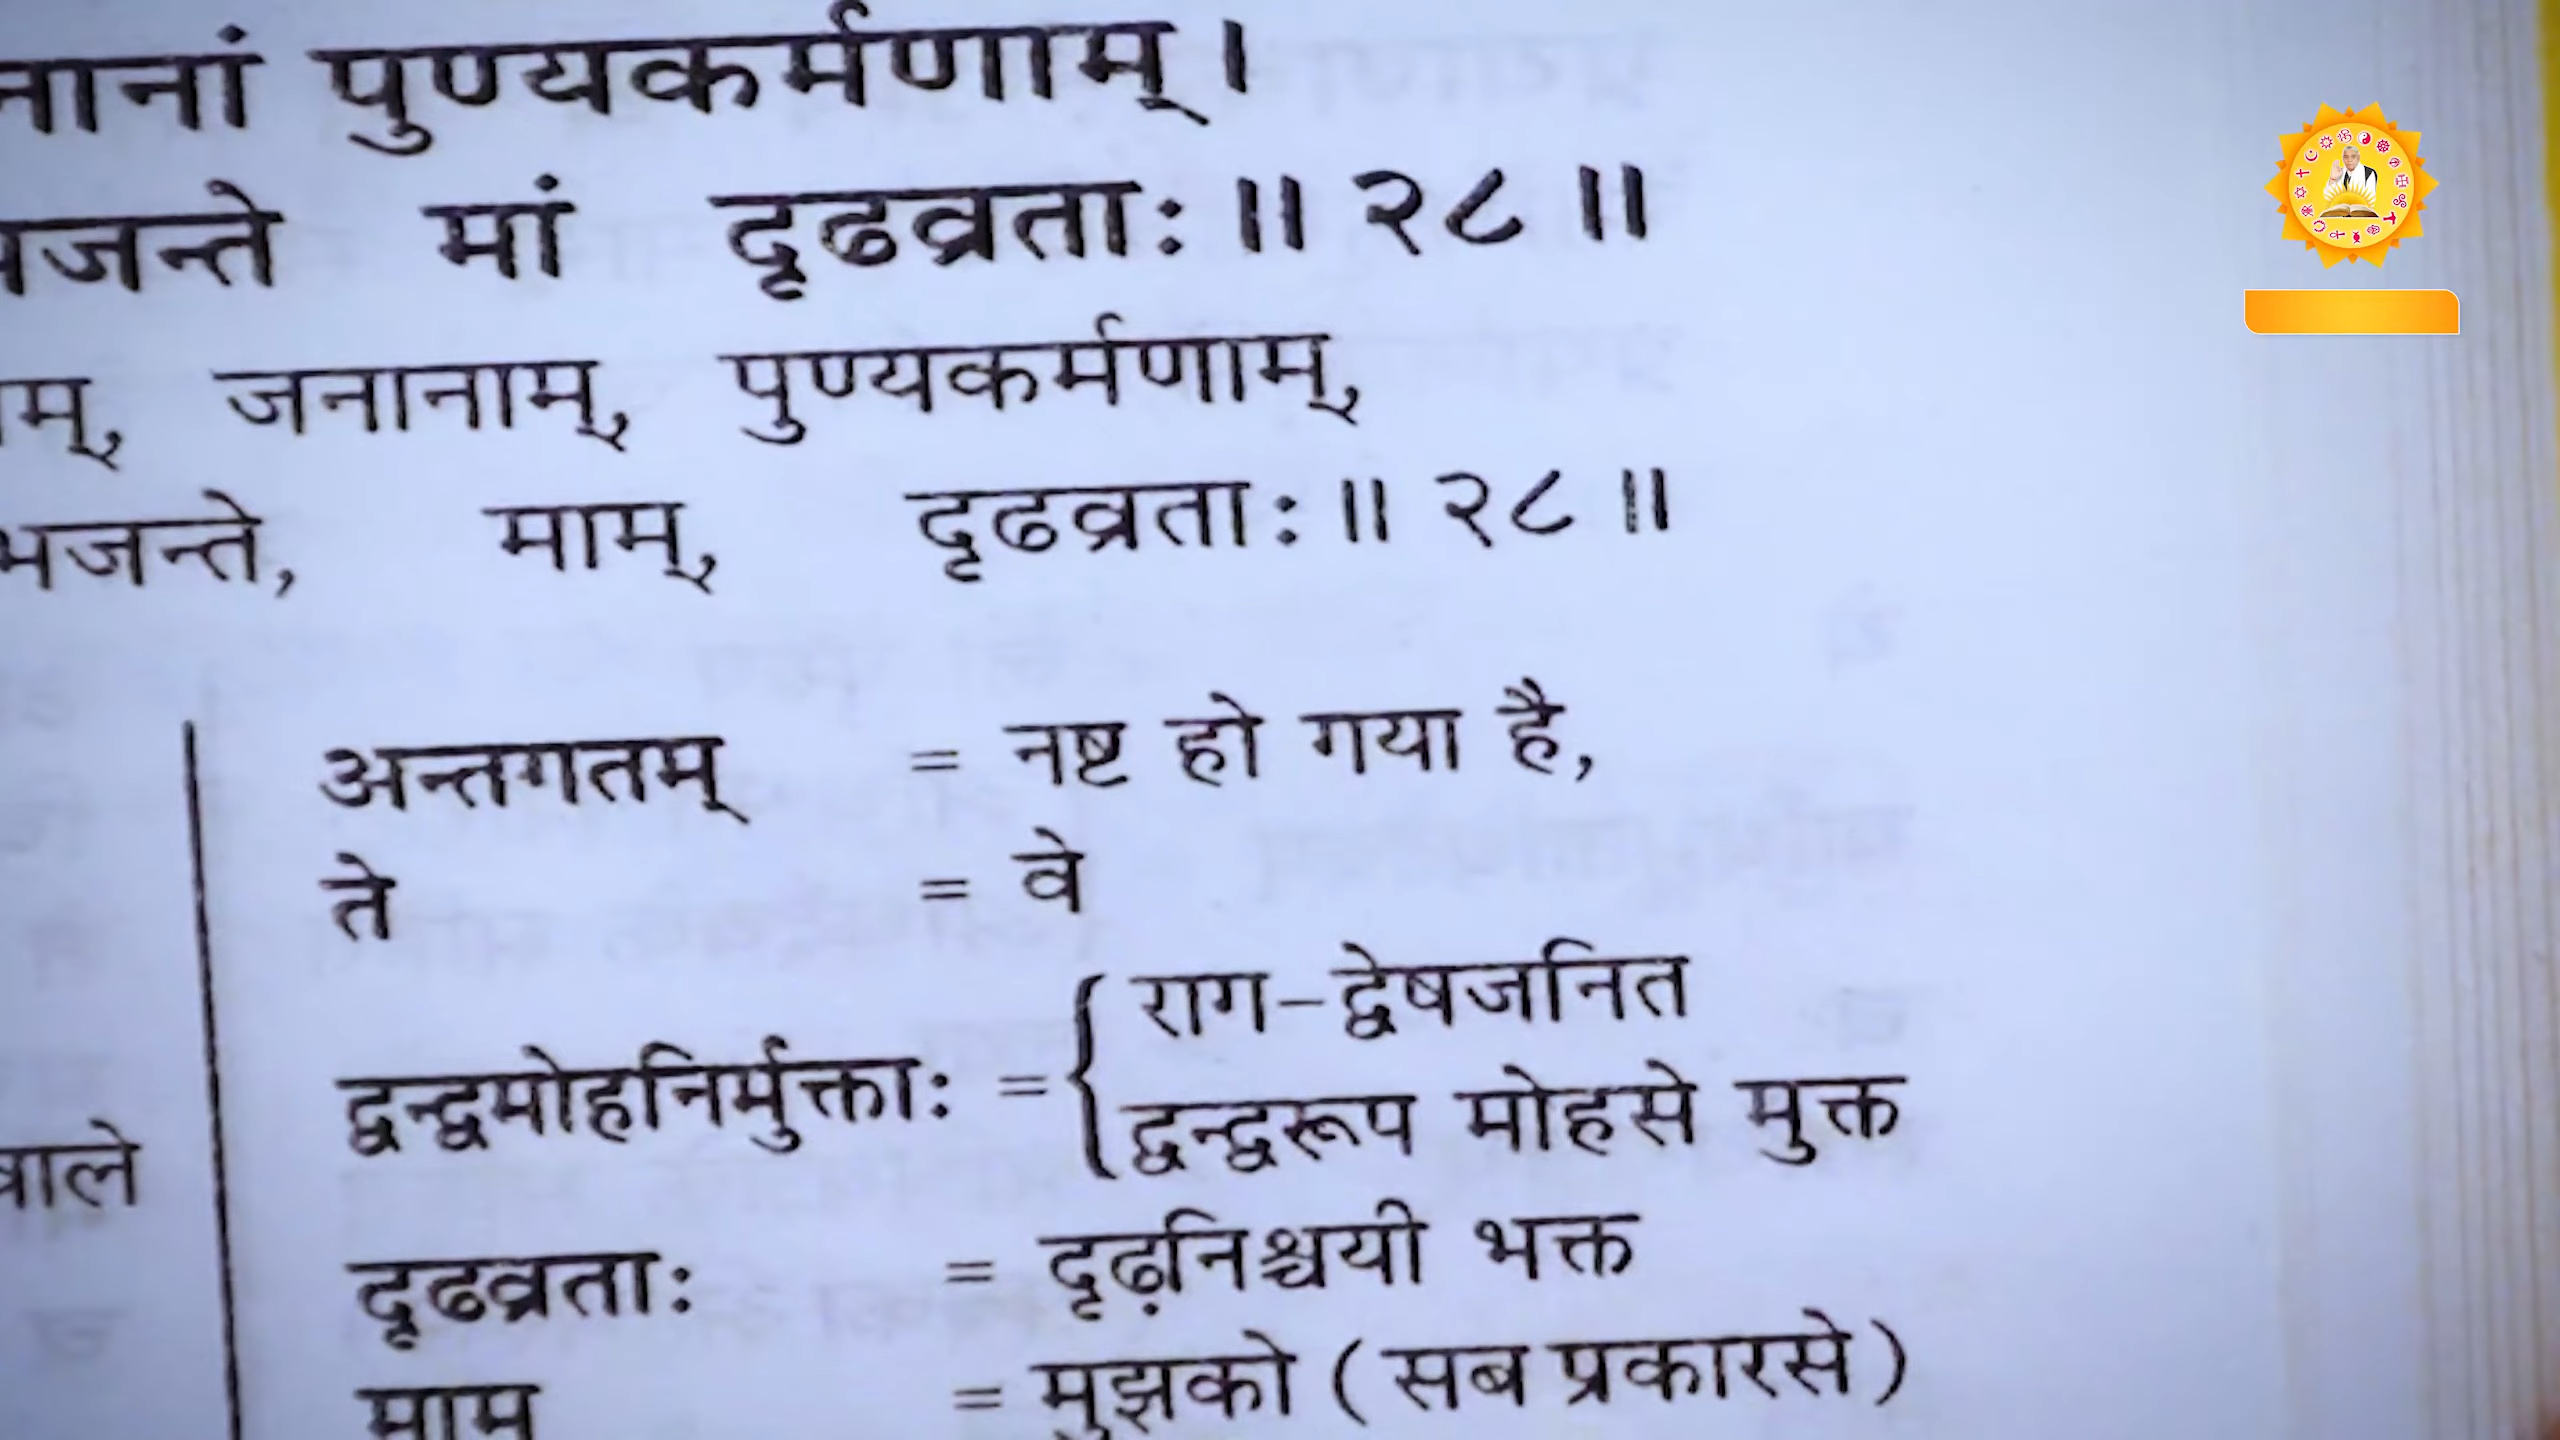 पुण्यकर्मणाम् ।
मां दृढव्रताः ॥ २८ ॥
जनानाम्, पुण्यकर्मणाम्,
भजन्ते, माम्, दृढव्रताः ॥ २८ ॥
अन्तगतम् = नष्ट हो गया है,
ते = वे
द्वन्द्वमोहनिर्मुक्ताः = { राग-द्वेषजनित
द्वन्द्वरूप मोहसे मुक्त
वाले
दृढव्रताः = दृढ़निश्चयी भक्त
= मुझको ( सब प्रकारसे )